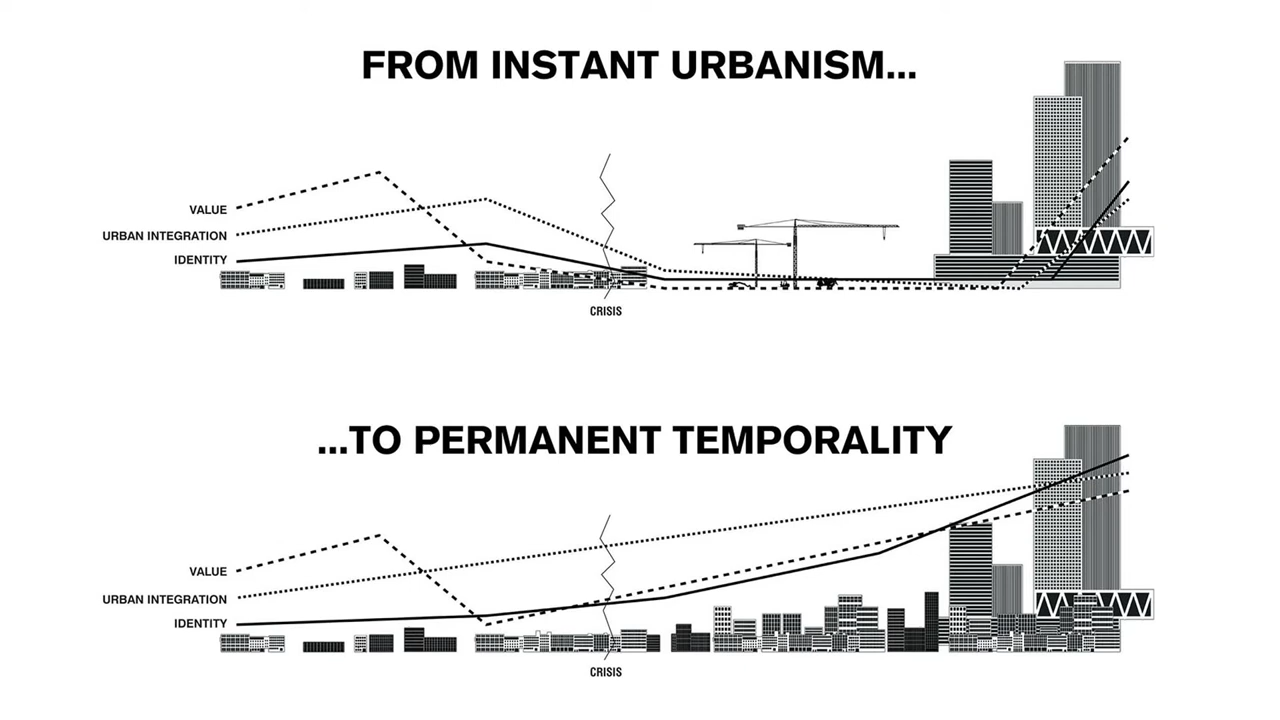 FROM INSTANT URBANISM...
VALUE
URBAN INTEGRATION
IDENTITY
CRISIS
...TO PERMANENT TEMPORALITY
VALUE
URBAN INTEGRATION
IDENTITY
CRISIS